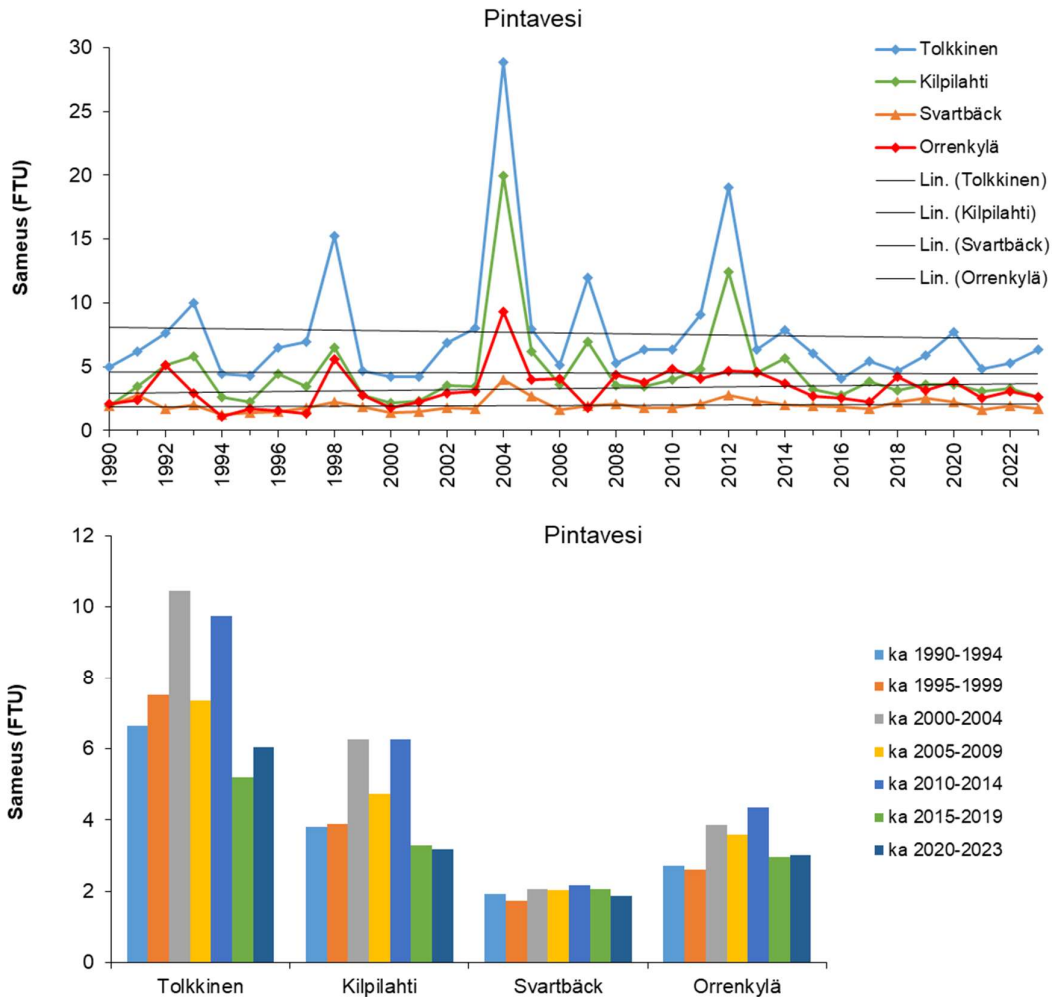 Pintavesi
Sameus (FTU)
30
25
20
15
10
5
0
1990
1992
1994
1996
1998
2000
2002
2004
2006
2008
2010
2012
2014
2016
2018
2020
2022
Tolkkinen
Kilpilahti
Svartbäck
Orrenkylä
Lin. (Tolkkinen)
Lin. (Kilpilahti)
Lin. (Svartbäck)
Lin. (Orrenkylä)
Pintavesi
Sameus (FTU)
12
10
8
6
4
2
0
Tolkkinen
Kilpilahti
Svartbäck
Orrenkylä
ka 1990-1994
ka 1995-1999
ka 2000-2004
ka 2005-2009
ka 2010-2014
ka 2015-2019
ka 2020-2023